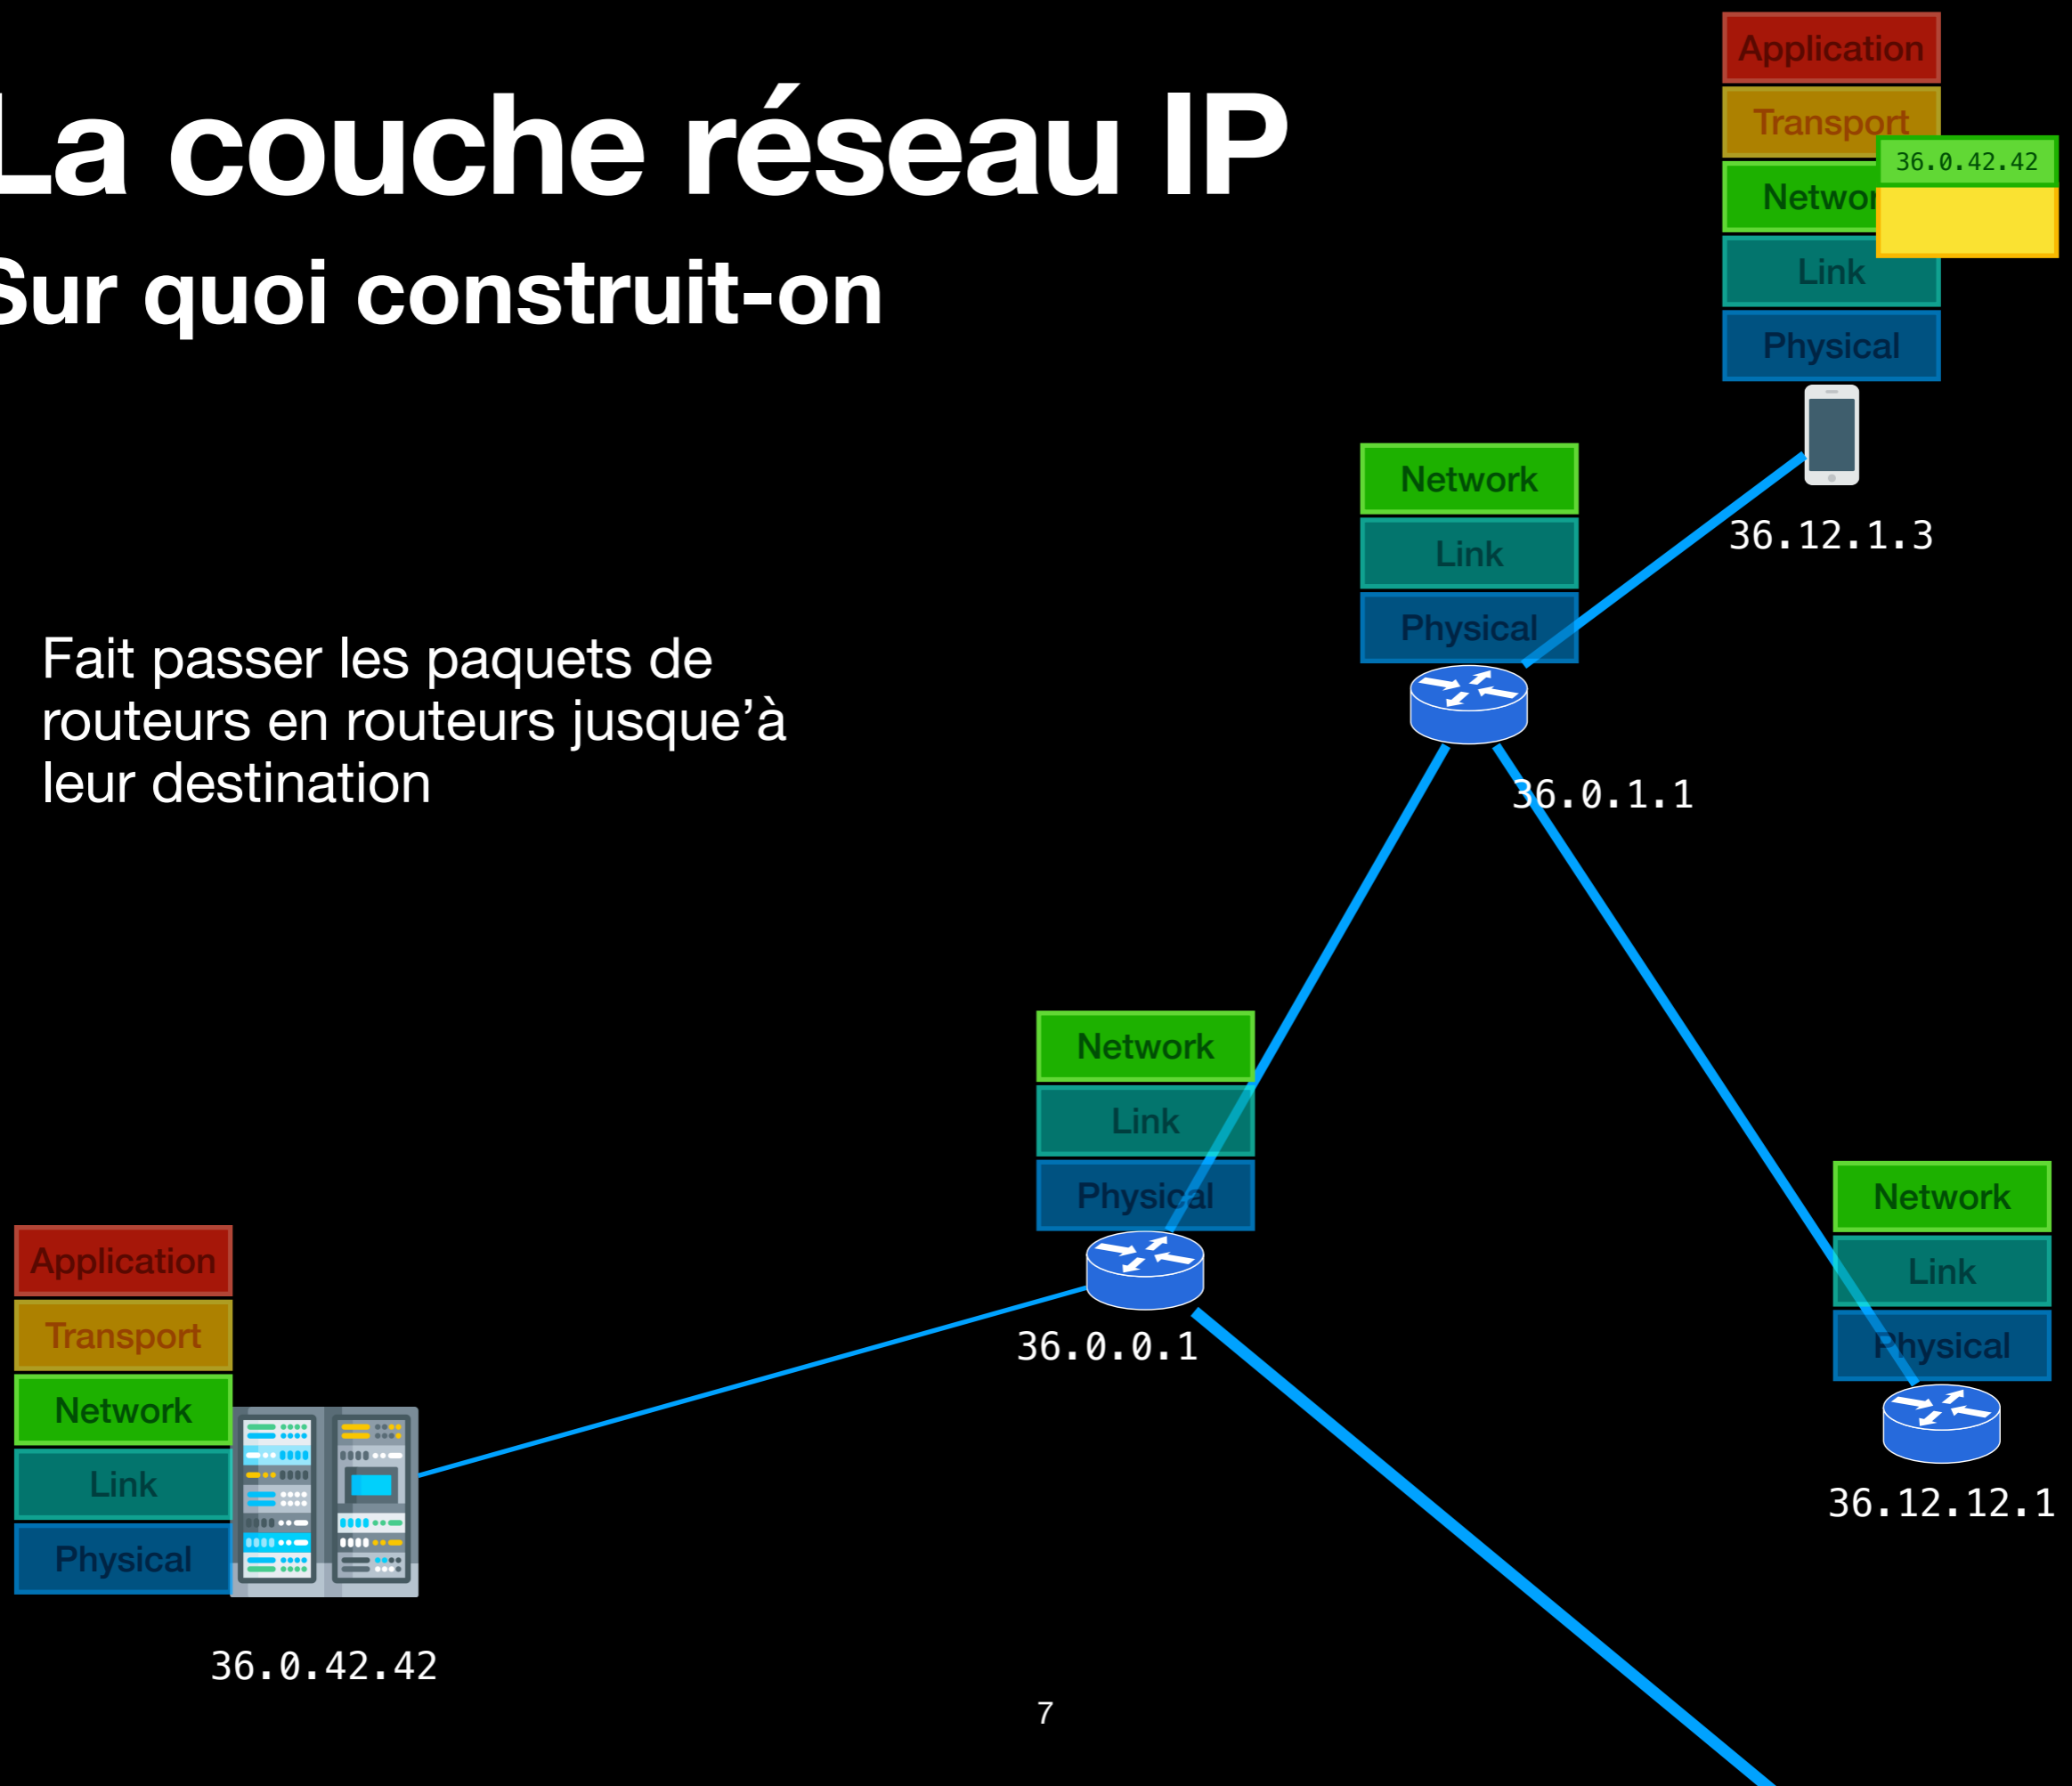 La couche réseau IP
Sur quoi construit-on
Fait passer les paquets de
routeurs en routeurs jusque’à
leur destination
Application
Transport
36.0.42.42
Network
Link
Physical
36.12.1.3
Network
Link
Physical
36.0.1.1
Network
Link
Physical
36.0.0.1
Network
Link
Physical
36.12.12.1
Application
Transport
Network
Link
Physical
36.0.42.42
7